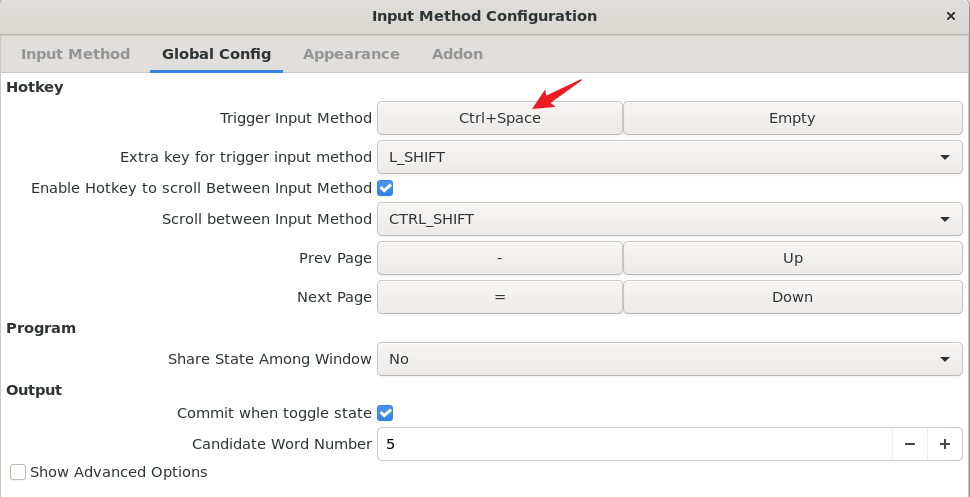 Input Method Configuration ×
Input Method Global Config Appearance Addon
Hotkey
Trigger Input Method Ctrl+Space Empty
Extra key for trigger input method L_SHIFT
Enable Hotkey to scroll Between Input Method
Scroll between Input Method CTRL_SHIFT
Prev Page - Up
Next Page = Down
Program
Share State Among Window No
Output
Commit when toggle state
Candidate Word Number 5 − +
Show Advanced Options